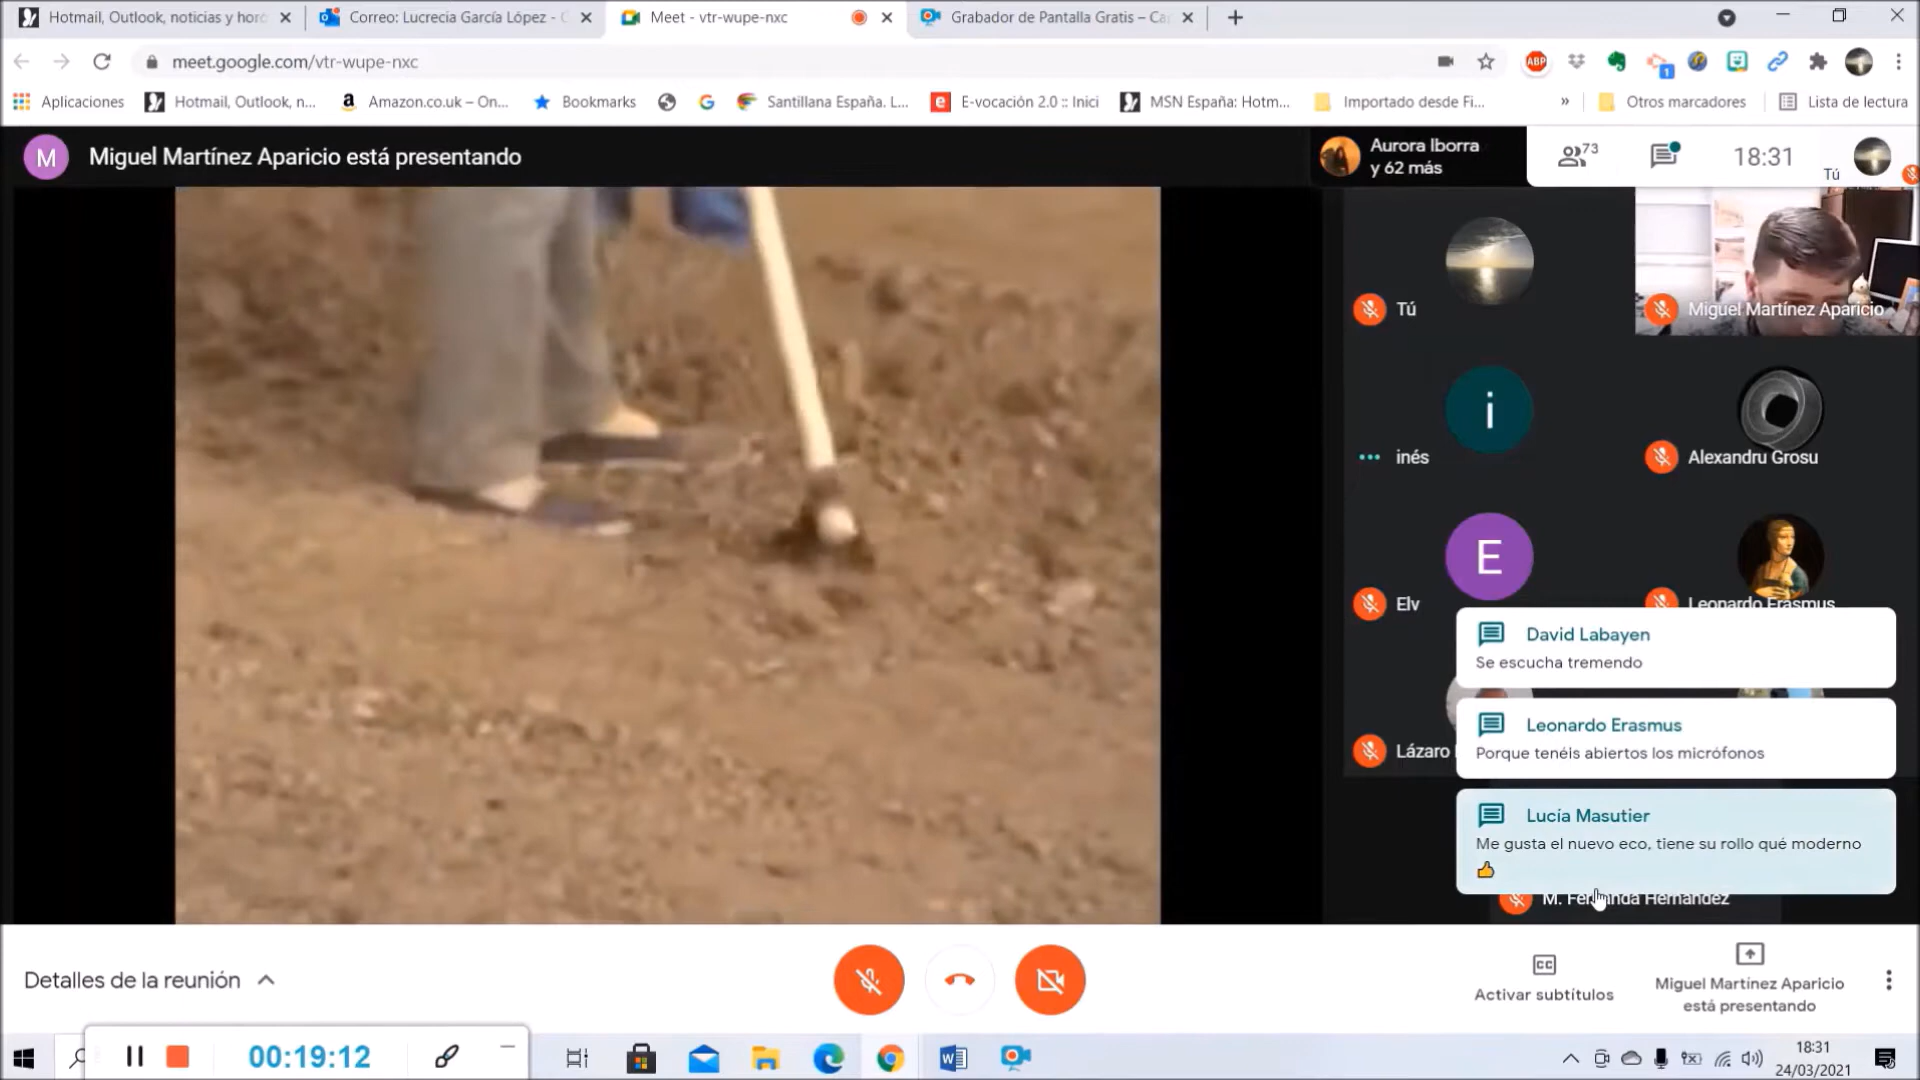 Hotmail, Outlook, noticias y horó
Correo: Lucrecia García López -
Meet - vtr-wupe-nxc
Grabador de Pantalla Gratis – Ca
meet.google.com/vtr-wupe-nxc
ABP
1
Aplicaciones
Hotmail, Outlook, n...
Amazon.co.uk – On...
Bookmarks
Santillana España. L...
E-vocación 2.0 :: Inici
MSN España: Hotm...
Importado desde Fi...
»
Otros marcadores
Lista de lectura
M
Miguel Martínez Aparicio está presentando
Aurora Iborra
y 62 más
73
18:31
Tú
Tú
Miguel Martínez Aparicio
i
inés
Alexandru Grosu
E
Elv
Leonardo Erasmus
David Labayen
Se escucha tremendo
Lázaro
Leonardo Erasmus
Porque tenéis abiertos los micrófonos
Lucía Masutier
Me gusta el nuevo eco, tiene su rollo qué moderno
👍
M. Fernanda Hernández
Detalles de la reunión
CC
Activar subtítulos
Miguel Martínez Aparicio
está presentando
00:19:12
18:31
24/03/2021